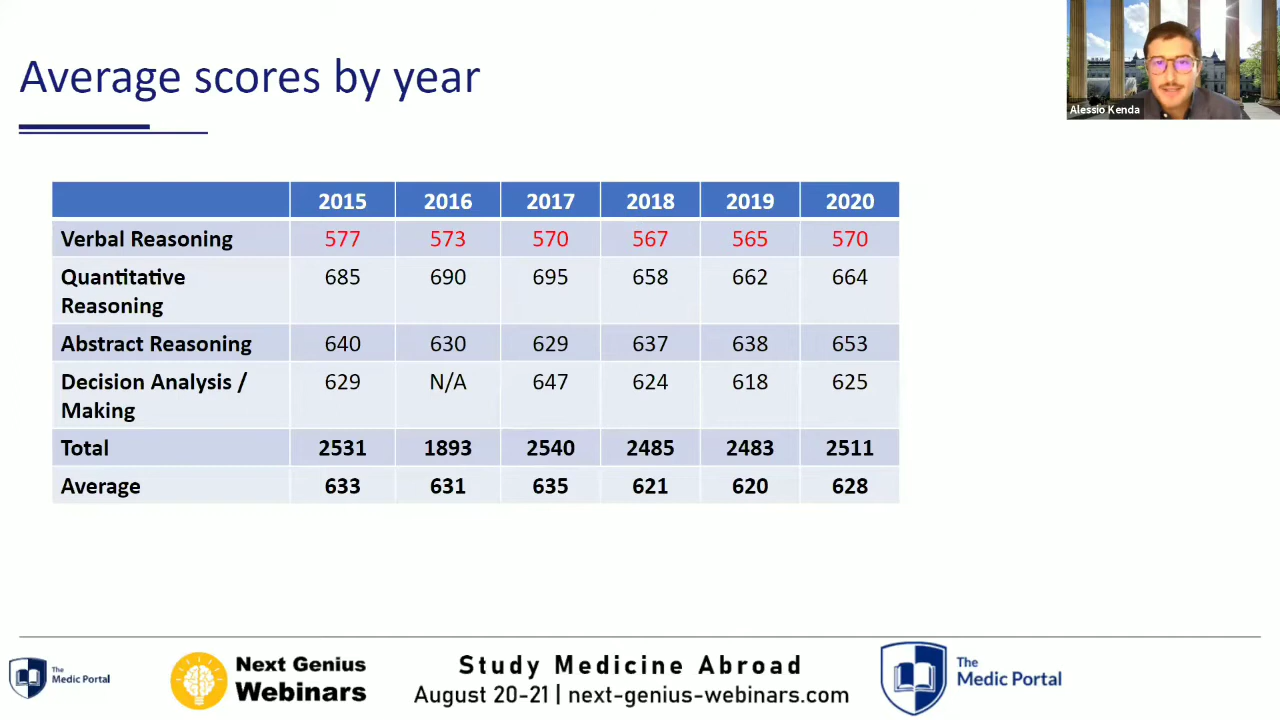 Average scores by year
Alessio Kenda
2015 2016 2017 2018 2019 2020
Verbal Reasoning 577 573 570 567 565 570
Quantitative 685 690 695 658 662 664
Reasoning
Abstract Reasoning 640 630 629 637 638 653
Decision Analysis / 629 N/A 647 624 618 625
Making
Total 2531 1893 2540 2485 2483 2511
Average 633 631 635 621 620 628
The
Medic Portal
Next Genius
Webinars
Study Medicine Abroad
August 20-21 | next-genius-webinars.com
The
Medic Portal